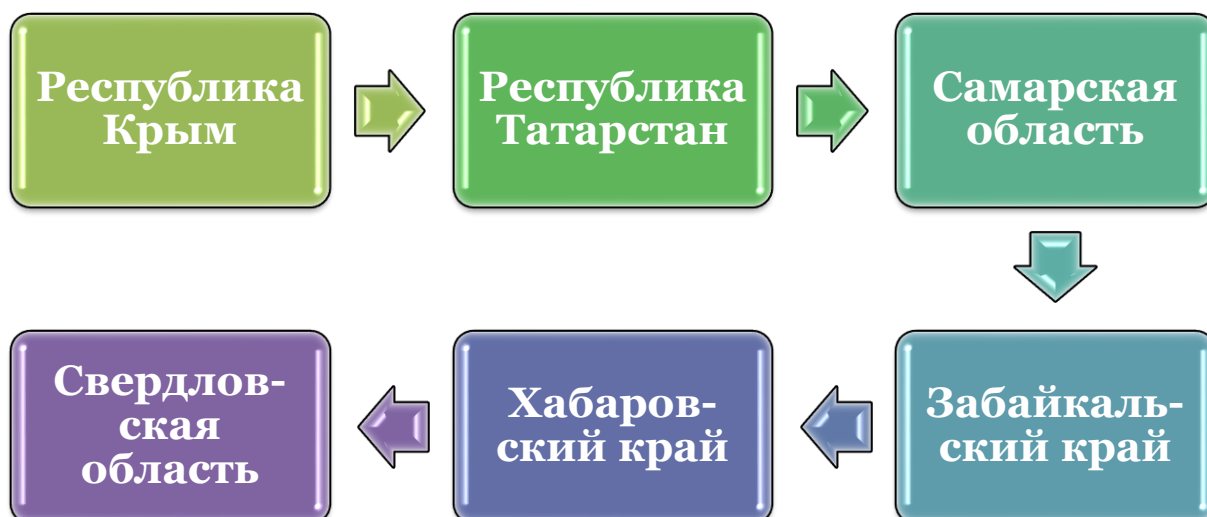 Республика
Крым
Республика
Татарстан
Самарская
область
Забайкаль-
ский край
Хабаров-
ский край
Свердлов-
ская
область